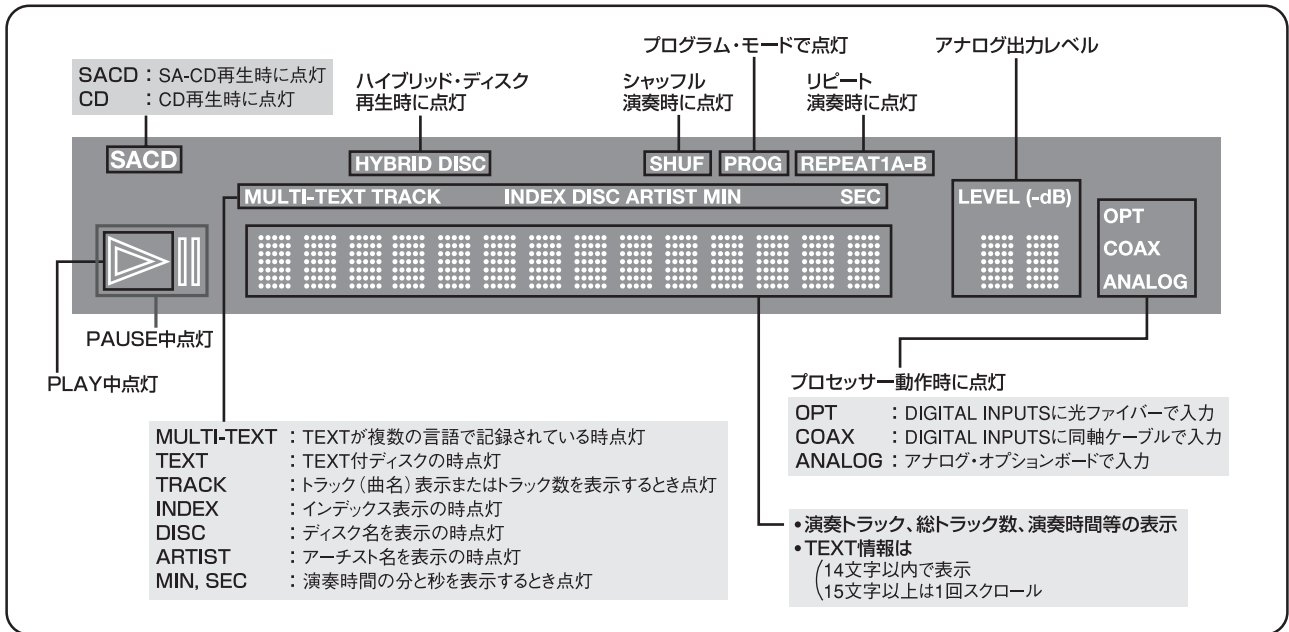 プログラム・モードで点灯
アナログ出力レベル
SACD：SA-CD再生時に点灯
CD：CD再生時に点灯
ハイブリッド・ディスク
再生時に点灯
シャッフル
演奏時に点灯
リピート
演奏時に点灯
SACD
HYBRID DISC
SHUF
PROG
REPEAT1A-B
MULTI-TEXT TRACK INDEX DISC ARTIST MIN SEC
LEVEL (-dB)
OPT
COAX
ANALOG
PAUSE中点灯
PLAY中点灯
MULTI-TEXT：TEXTが複数の言語で記録されている時点灯
TEXT：TEXT付ディスクの時点灯
TRACK：トラック（曲名）表示またはトラック数を表示するとき点灯
INDEX：インデックス表示の時点灯
DISC：ディスク名を表示の時点灯
ARTIST：アーチスト名を表示の時点灯
MIN, SEC：演奏時間の分と秒を表示するとき点灯
プロセッサー動作時に点灯
OPT：DIGITAL INPUTSに光ファイバーで入力
COAX：DIGITAL INPUTSに同軸ケーブルで入力
ANALOG：アナログ・オプションボードで入力
•演奏トラック、総トラック数、演奏時間等の表示
•TEXT情報は
14文字以内で表示
15文字以上は1回スクロール